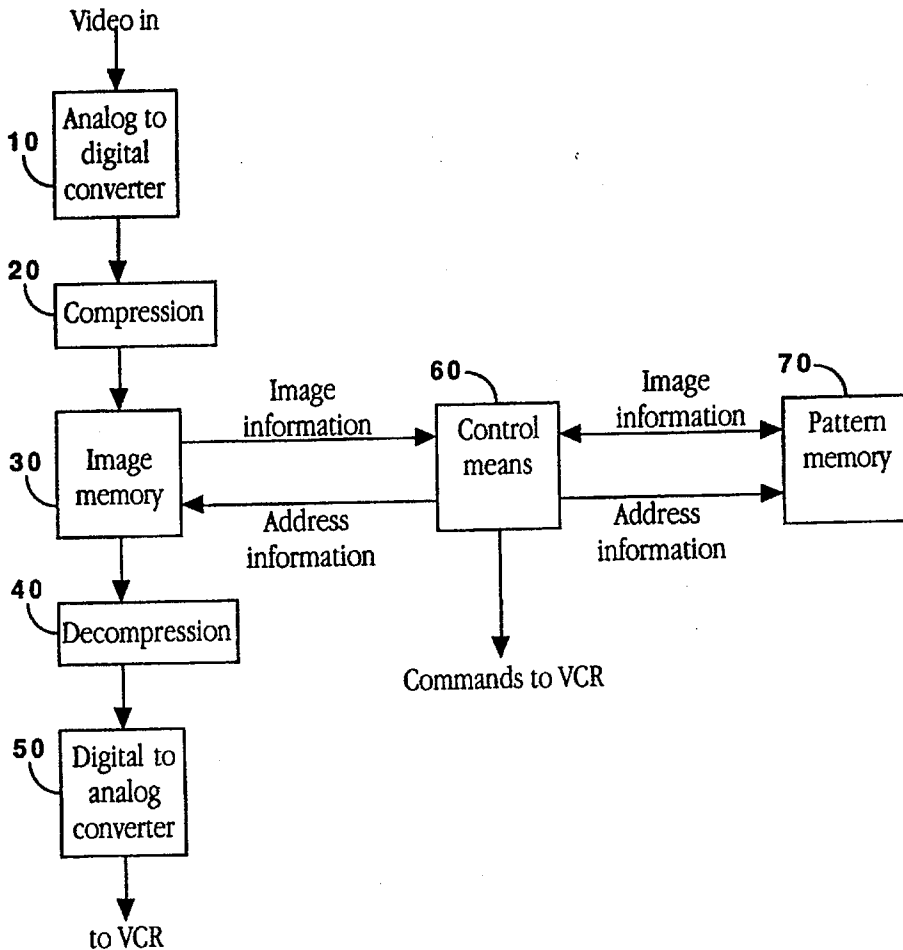 Video in
10
Analog to
digital
converter
20
Compression
30
Image
memory
Image
information
Address
information
60
Control
means
Image
information
Address
information
70
Pattern
memory
40
Decompression
Commands to VCR
50
Digital to
analog
converter
to VCR